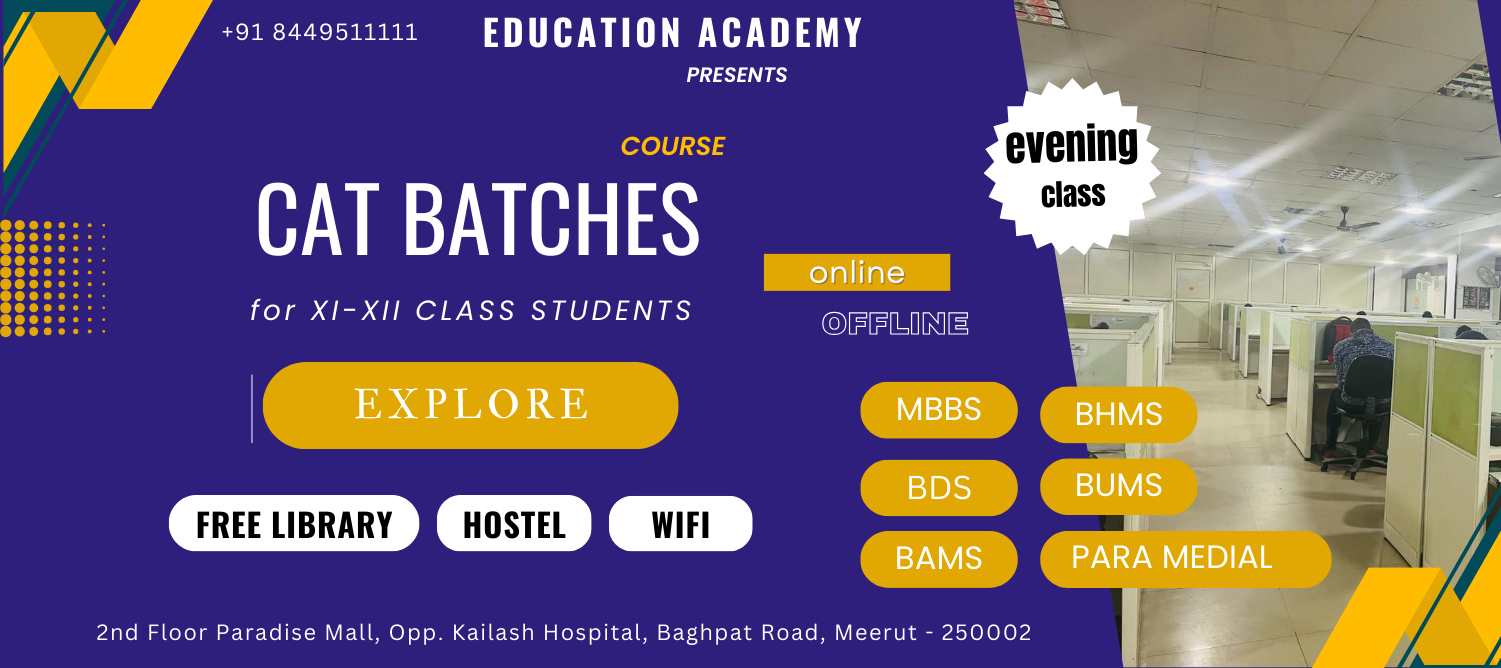 +91 8449511111
EDUCATION ACADEMY
PRESENTS
COURSE
CAT BATCHES
for XI-XII CLASS STUDENTS
EXPLORE
FREE LIBRARY
HOSTEL
WIFI
evening
class
online
OFFLINE
MBBS
BHMS
BDS
BUMS
BAMS
PARA MEDIAL
2nd Floor Paradise Mall, Opp. Kailash Hospital, Baghpat Road, Meerut - 250002